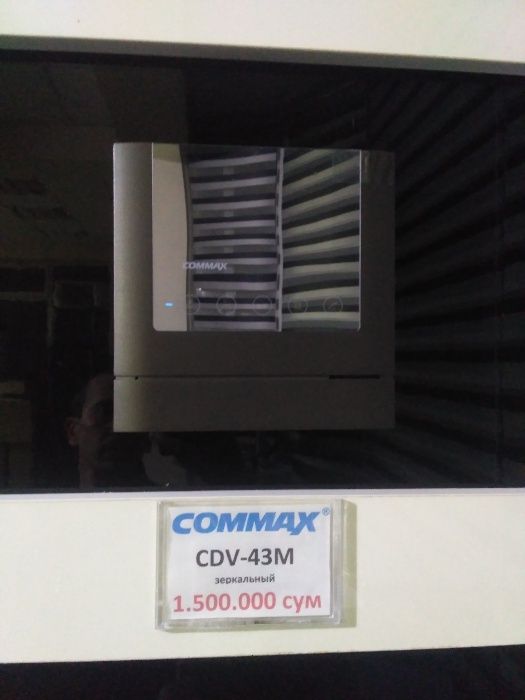 COMMAX
COMMAX®
CDV-43M
зеркальный
1.500.000 сум